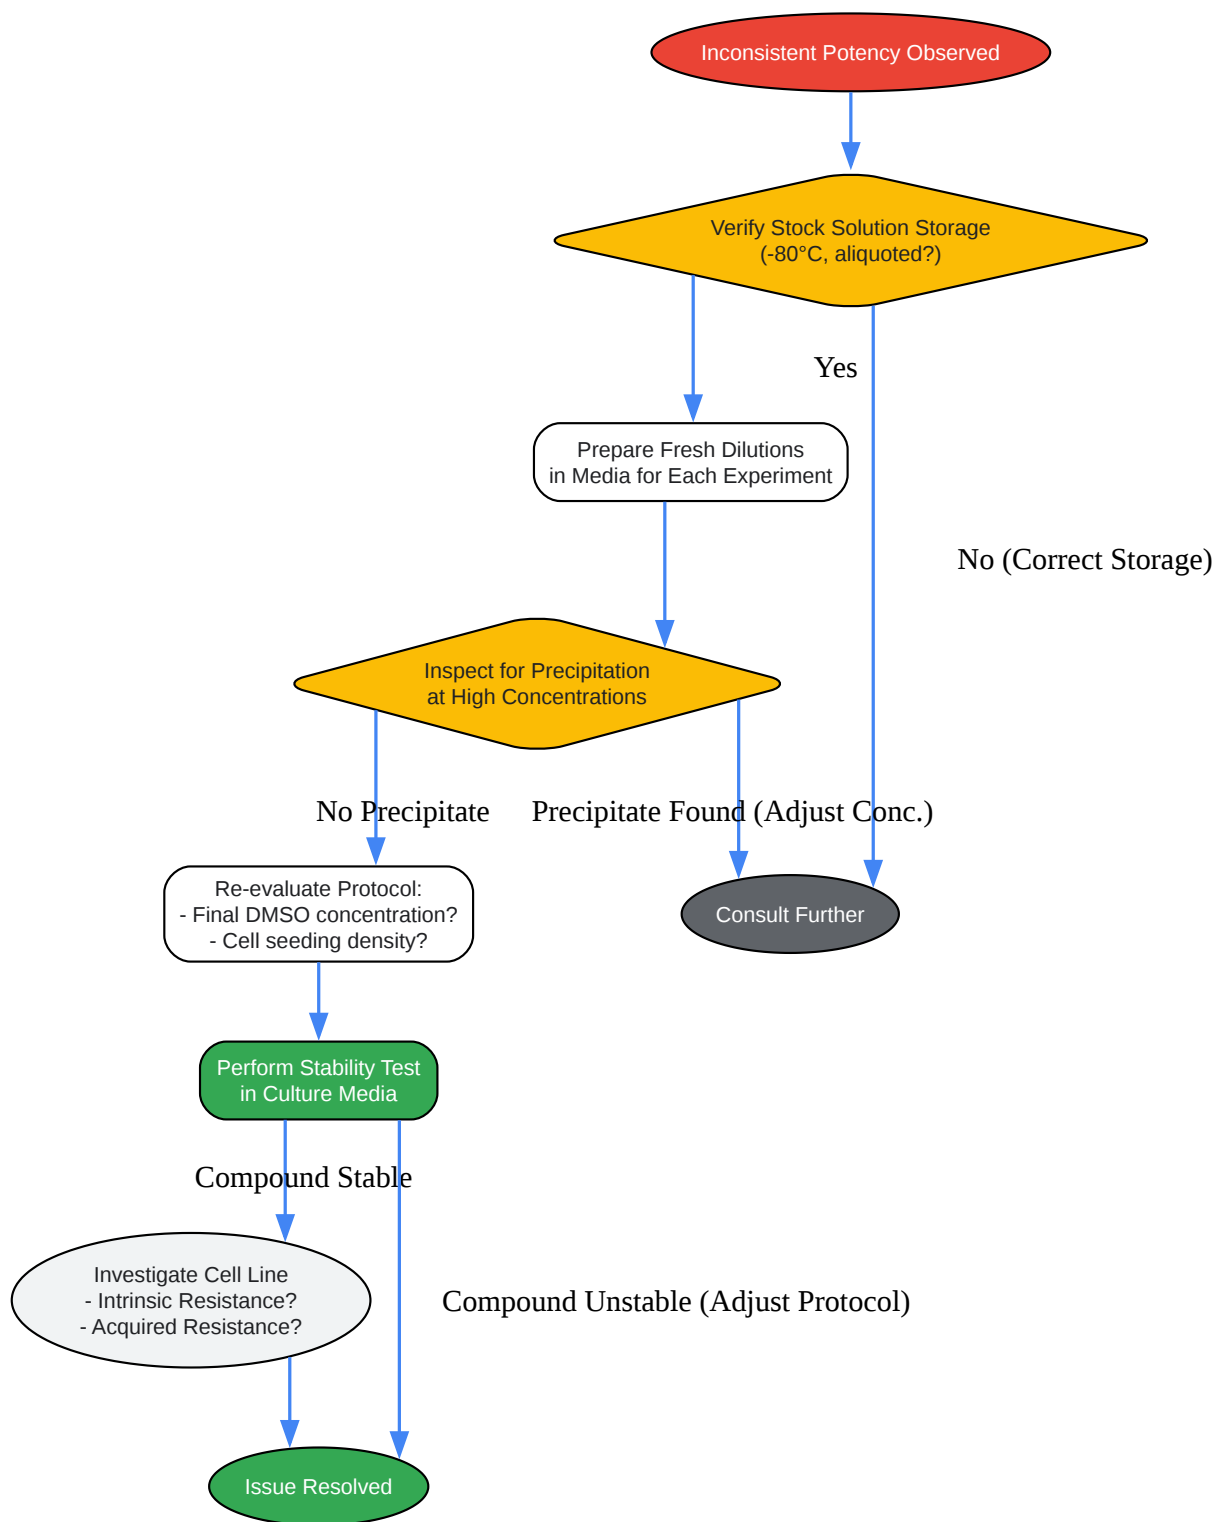 Inconsistent Potency Observed
Verify Stock Solution Storage
(-80°C, aliquoted?)
Yes
Prepare Fresh Dilutions
in Media for Each Experiment
No (Correct Storage)
Inspect for Precipitation
at High Concentrations
No Precipitate
Precipitate Found (Adjust Conc.)
Re-evaluate Protocol:
- Final DMSO concentration?
- Cell seeding density?
Consult Further
Perform Stability Test
in Culture Media
Compound Stable
Investigate Cell Line
- Intrinsic Resistance?
- Acquired Resistance?
Compound Unstable (Adjust Protocol)
Issue Resolved